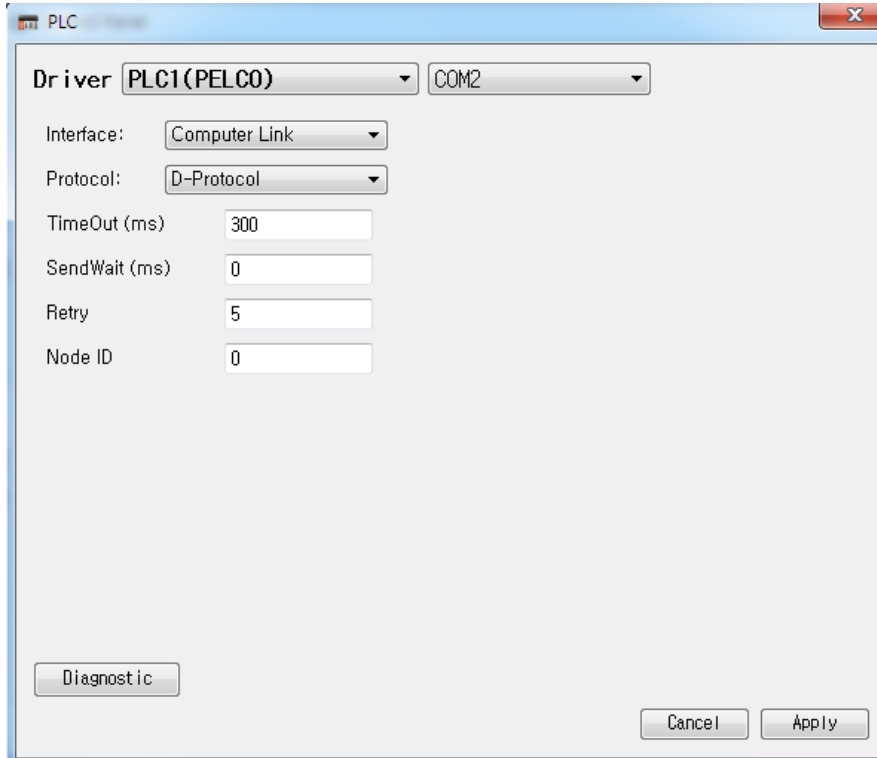 PLC
Driver PLC1(PELCO) COM2
Interface: Computer Link
Protocol: D-Protocol
TimeOut (ms) 300
SendWait (ms) 0
Retry 5
Node ID 0
Diagnostic
Cancel Apply